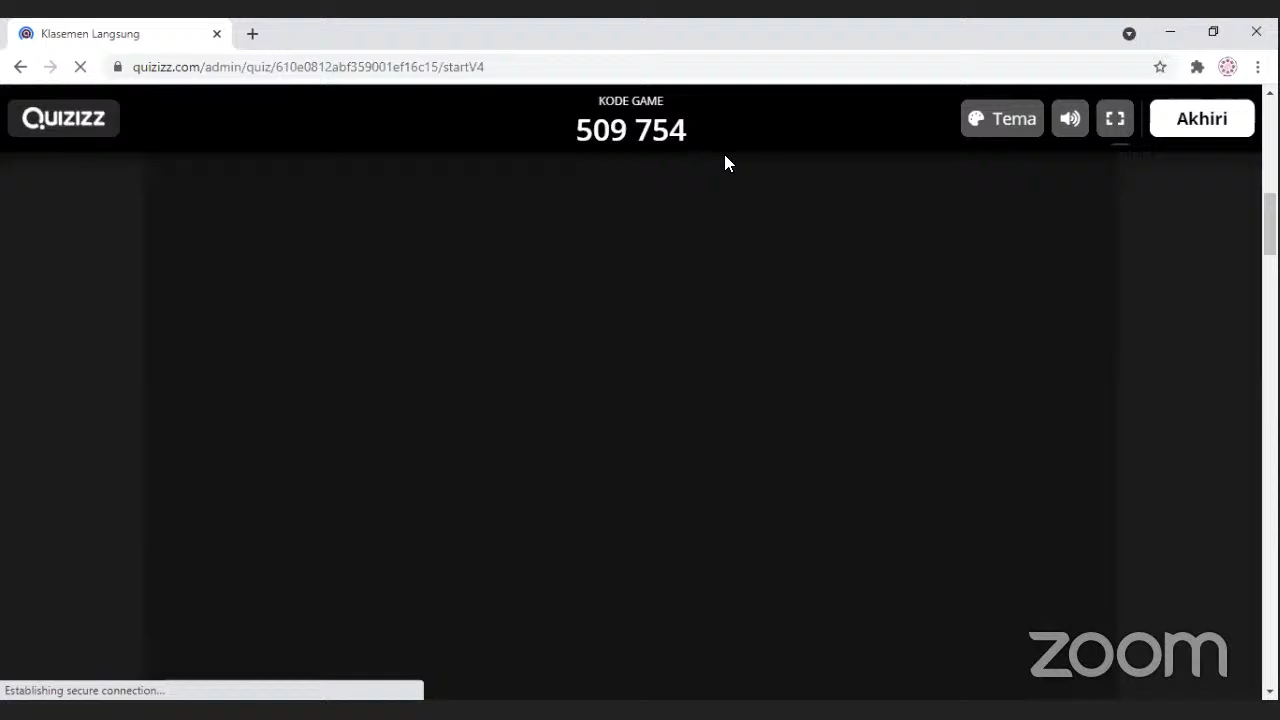 Klasemen Langsung
quizizz.com/admin/quiz/610e0812abf359001ef16c15/startV4
Quizizz
KODE GAME
509 754
Tema
Akhiri
zoom
Establishing secure connection...